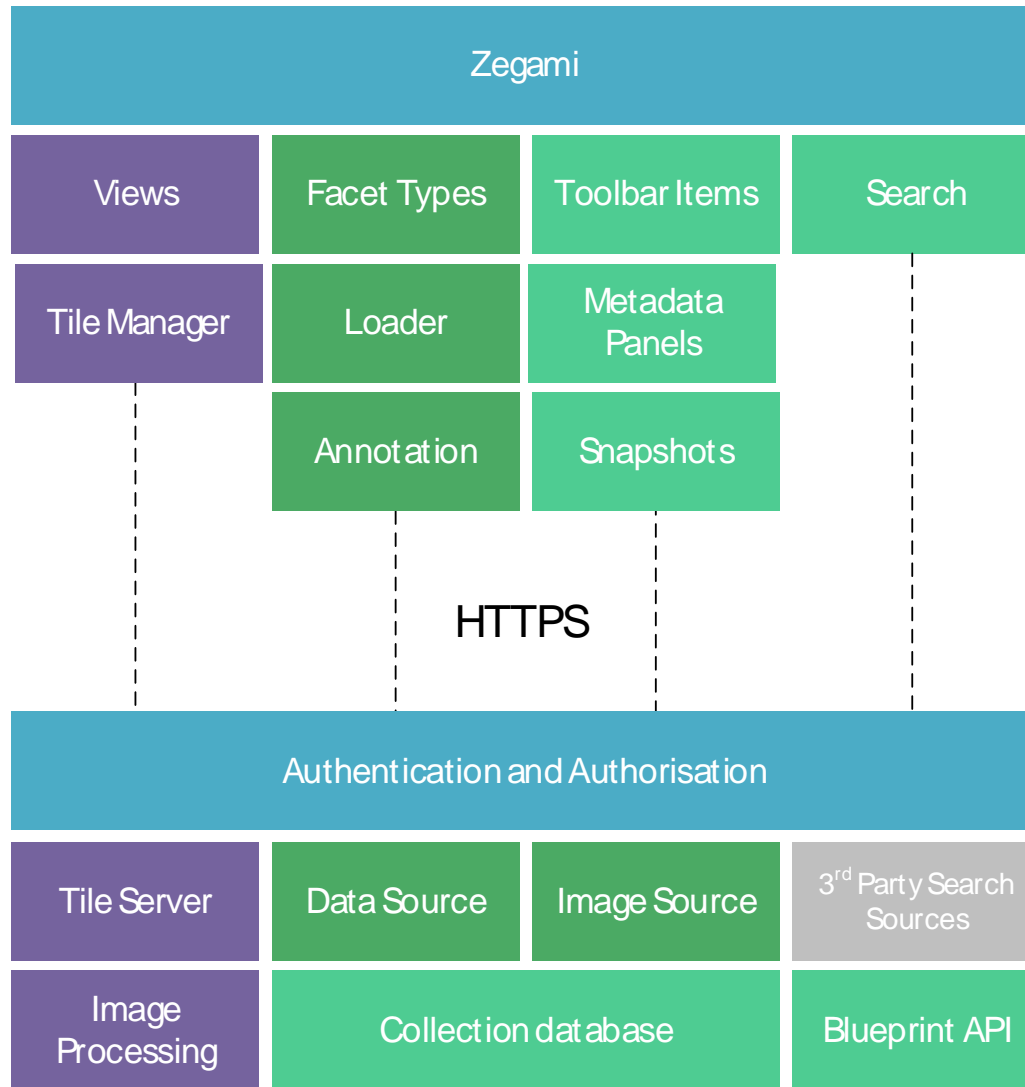 Zegami
Views
Facet Types
Toolbar Items
Search
Tile Manager
Loader
Metadata
Panels
Annotation
Snapshots
HTTPS
Authentication and Authorisation
Tile Server
Data Source
Image Source
3rd Party Search
Sources
Image
Processing
Collection database
Blueprint API